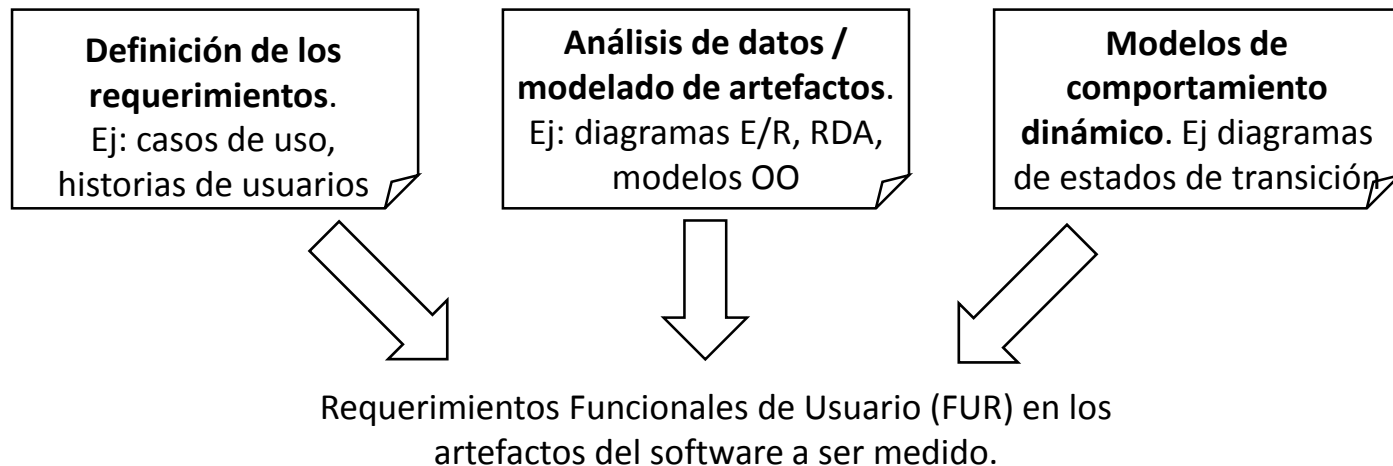 Definición de los
requerimientos.
Ej: casos de uso,
historias de usuarios
Análisis de datos /
modelado de artefactos.
Ej: diagramas E/R, RDA,
modelos OO
Modelos de
comportamiento
dinámico. Ej diagramas
de estados de transición
Requerimientos Funcionales de Usuario (FUR) en los
artefactos del software a ser medido.